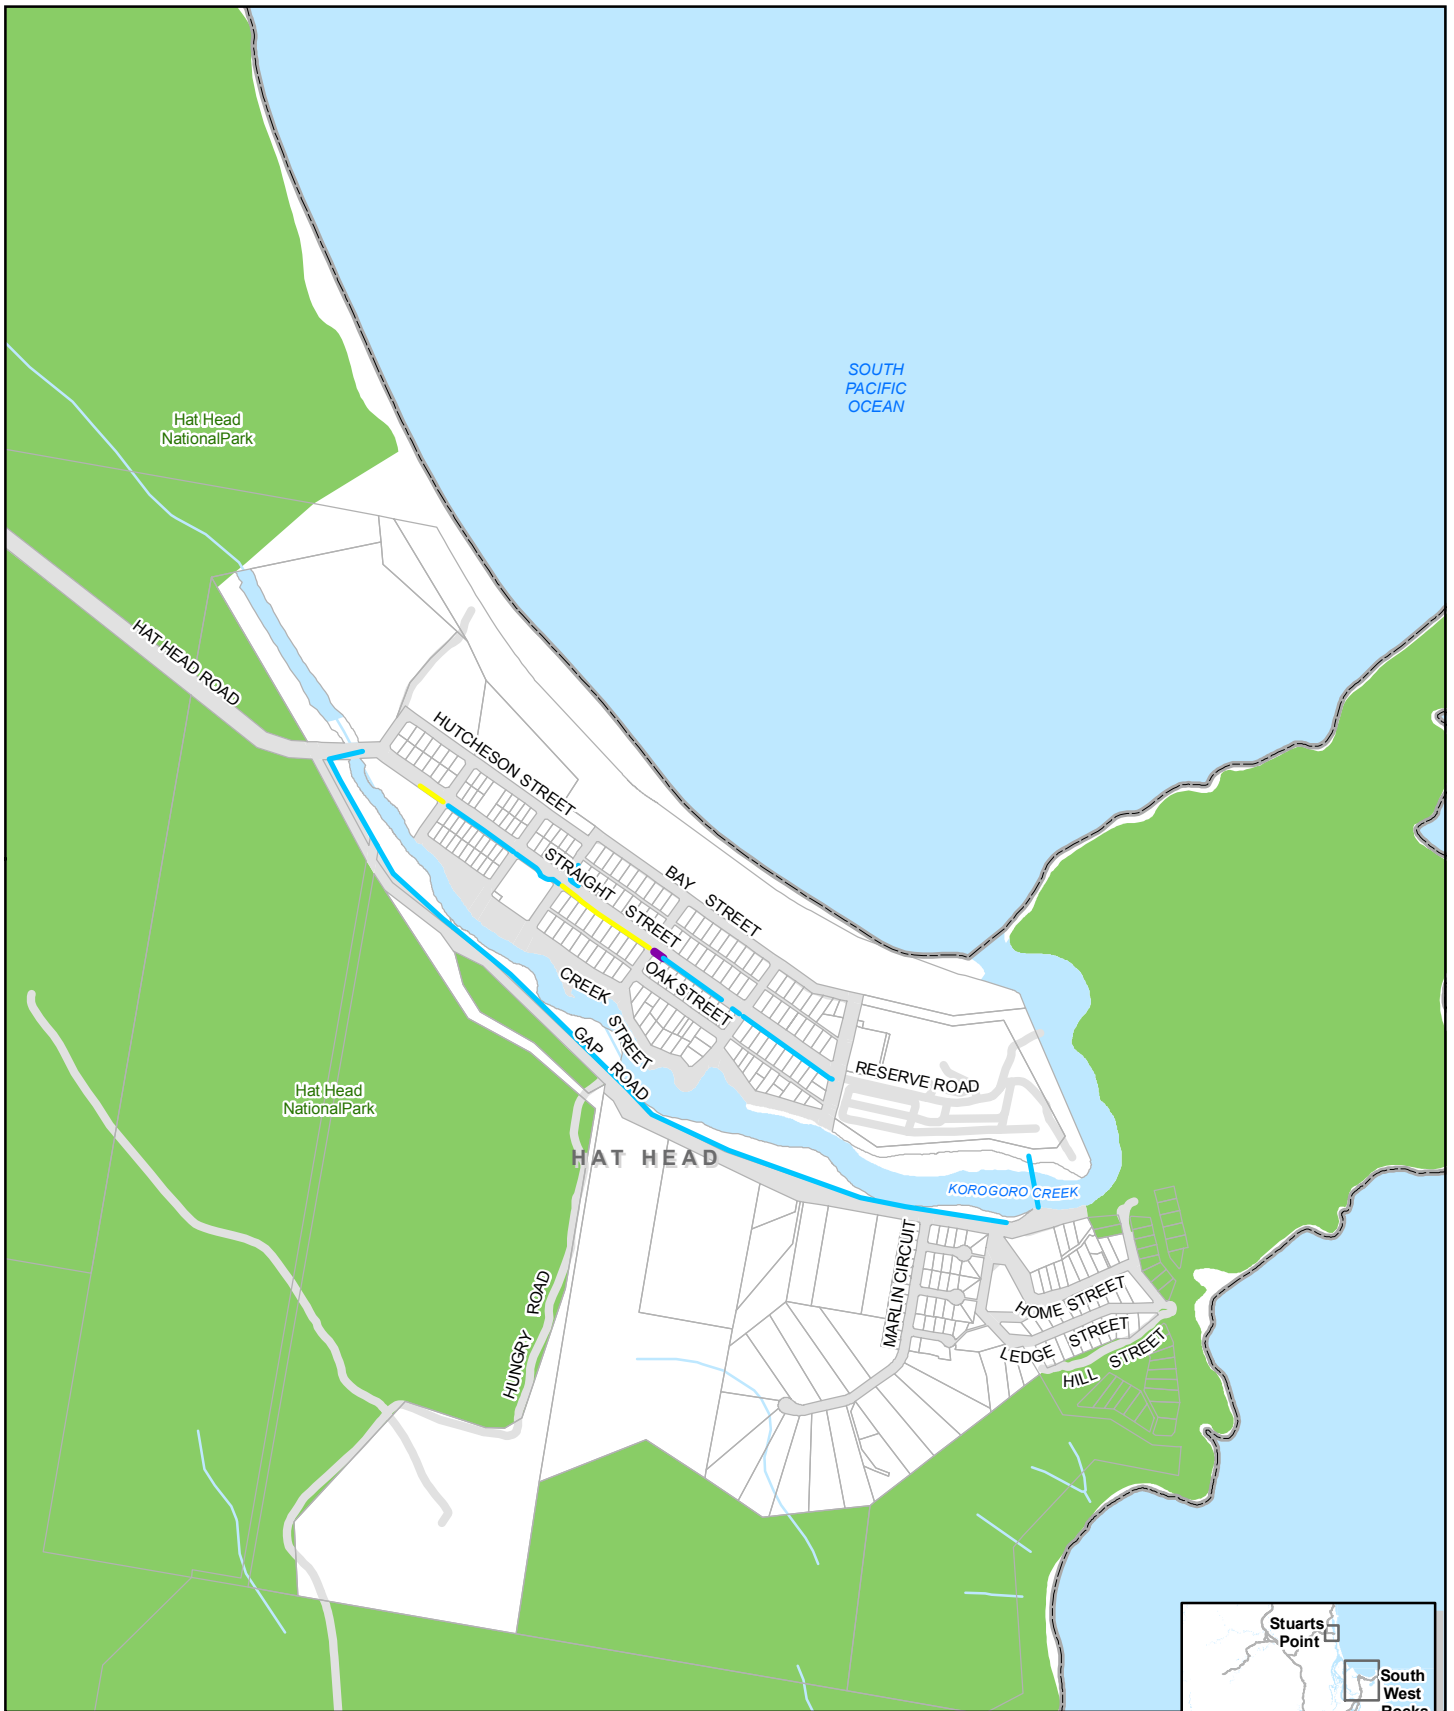 SOUTH
PACIFIC
OCEAN
Hat Head
NationalPark
HAT HEAD ROAD
HUTCHESON STREET
STRAIGHT STREET
BAY STREET
OAK STREET
CREEK STREET
GAP ROAD
RESERVE ROAD
Hat Head
NationalPark
HAT HEAD
KOROGORO CREEK
MARLIN CIRCUIT
HUNGRY ROAD
HOME STREET
LEDGE STREET
HILL STREET
Stuarts
Point
South
West
Rocks